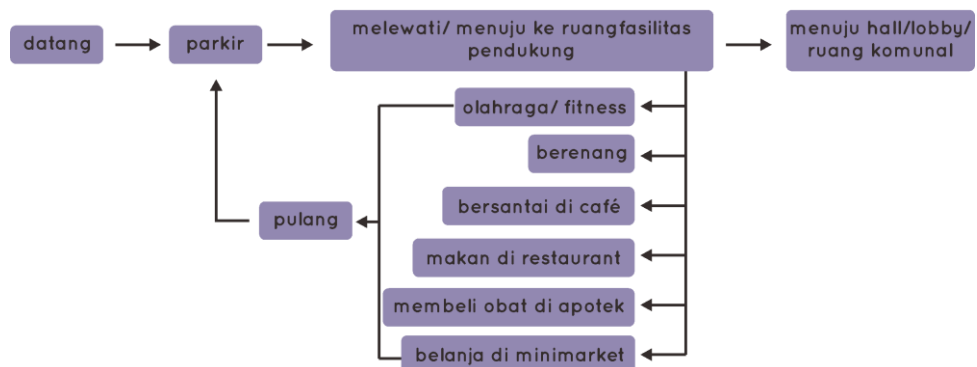 datang
parkir
melewati/ menuju ke ruangfasilitas
pendukung
menuju hall/lobby/
ruang komunal
olahraga/ fitness
berenang
bersantai di café
pulang
makan di restaurant
membeli obat di apotek
belanja di minimarket